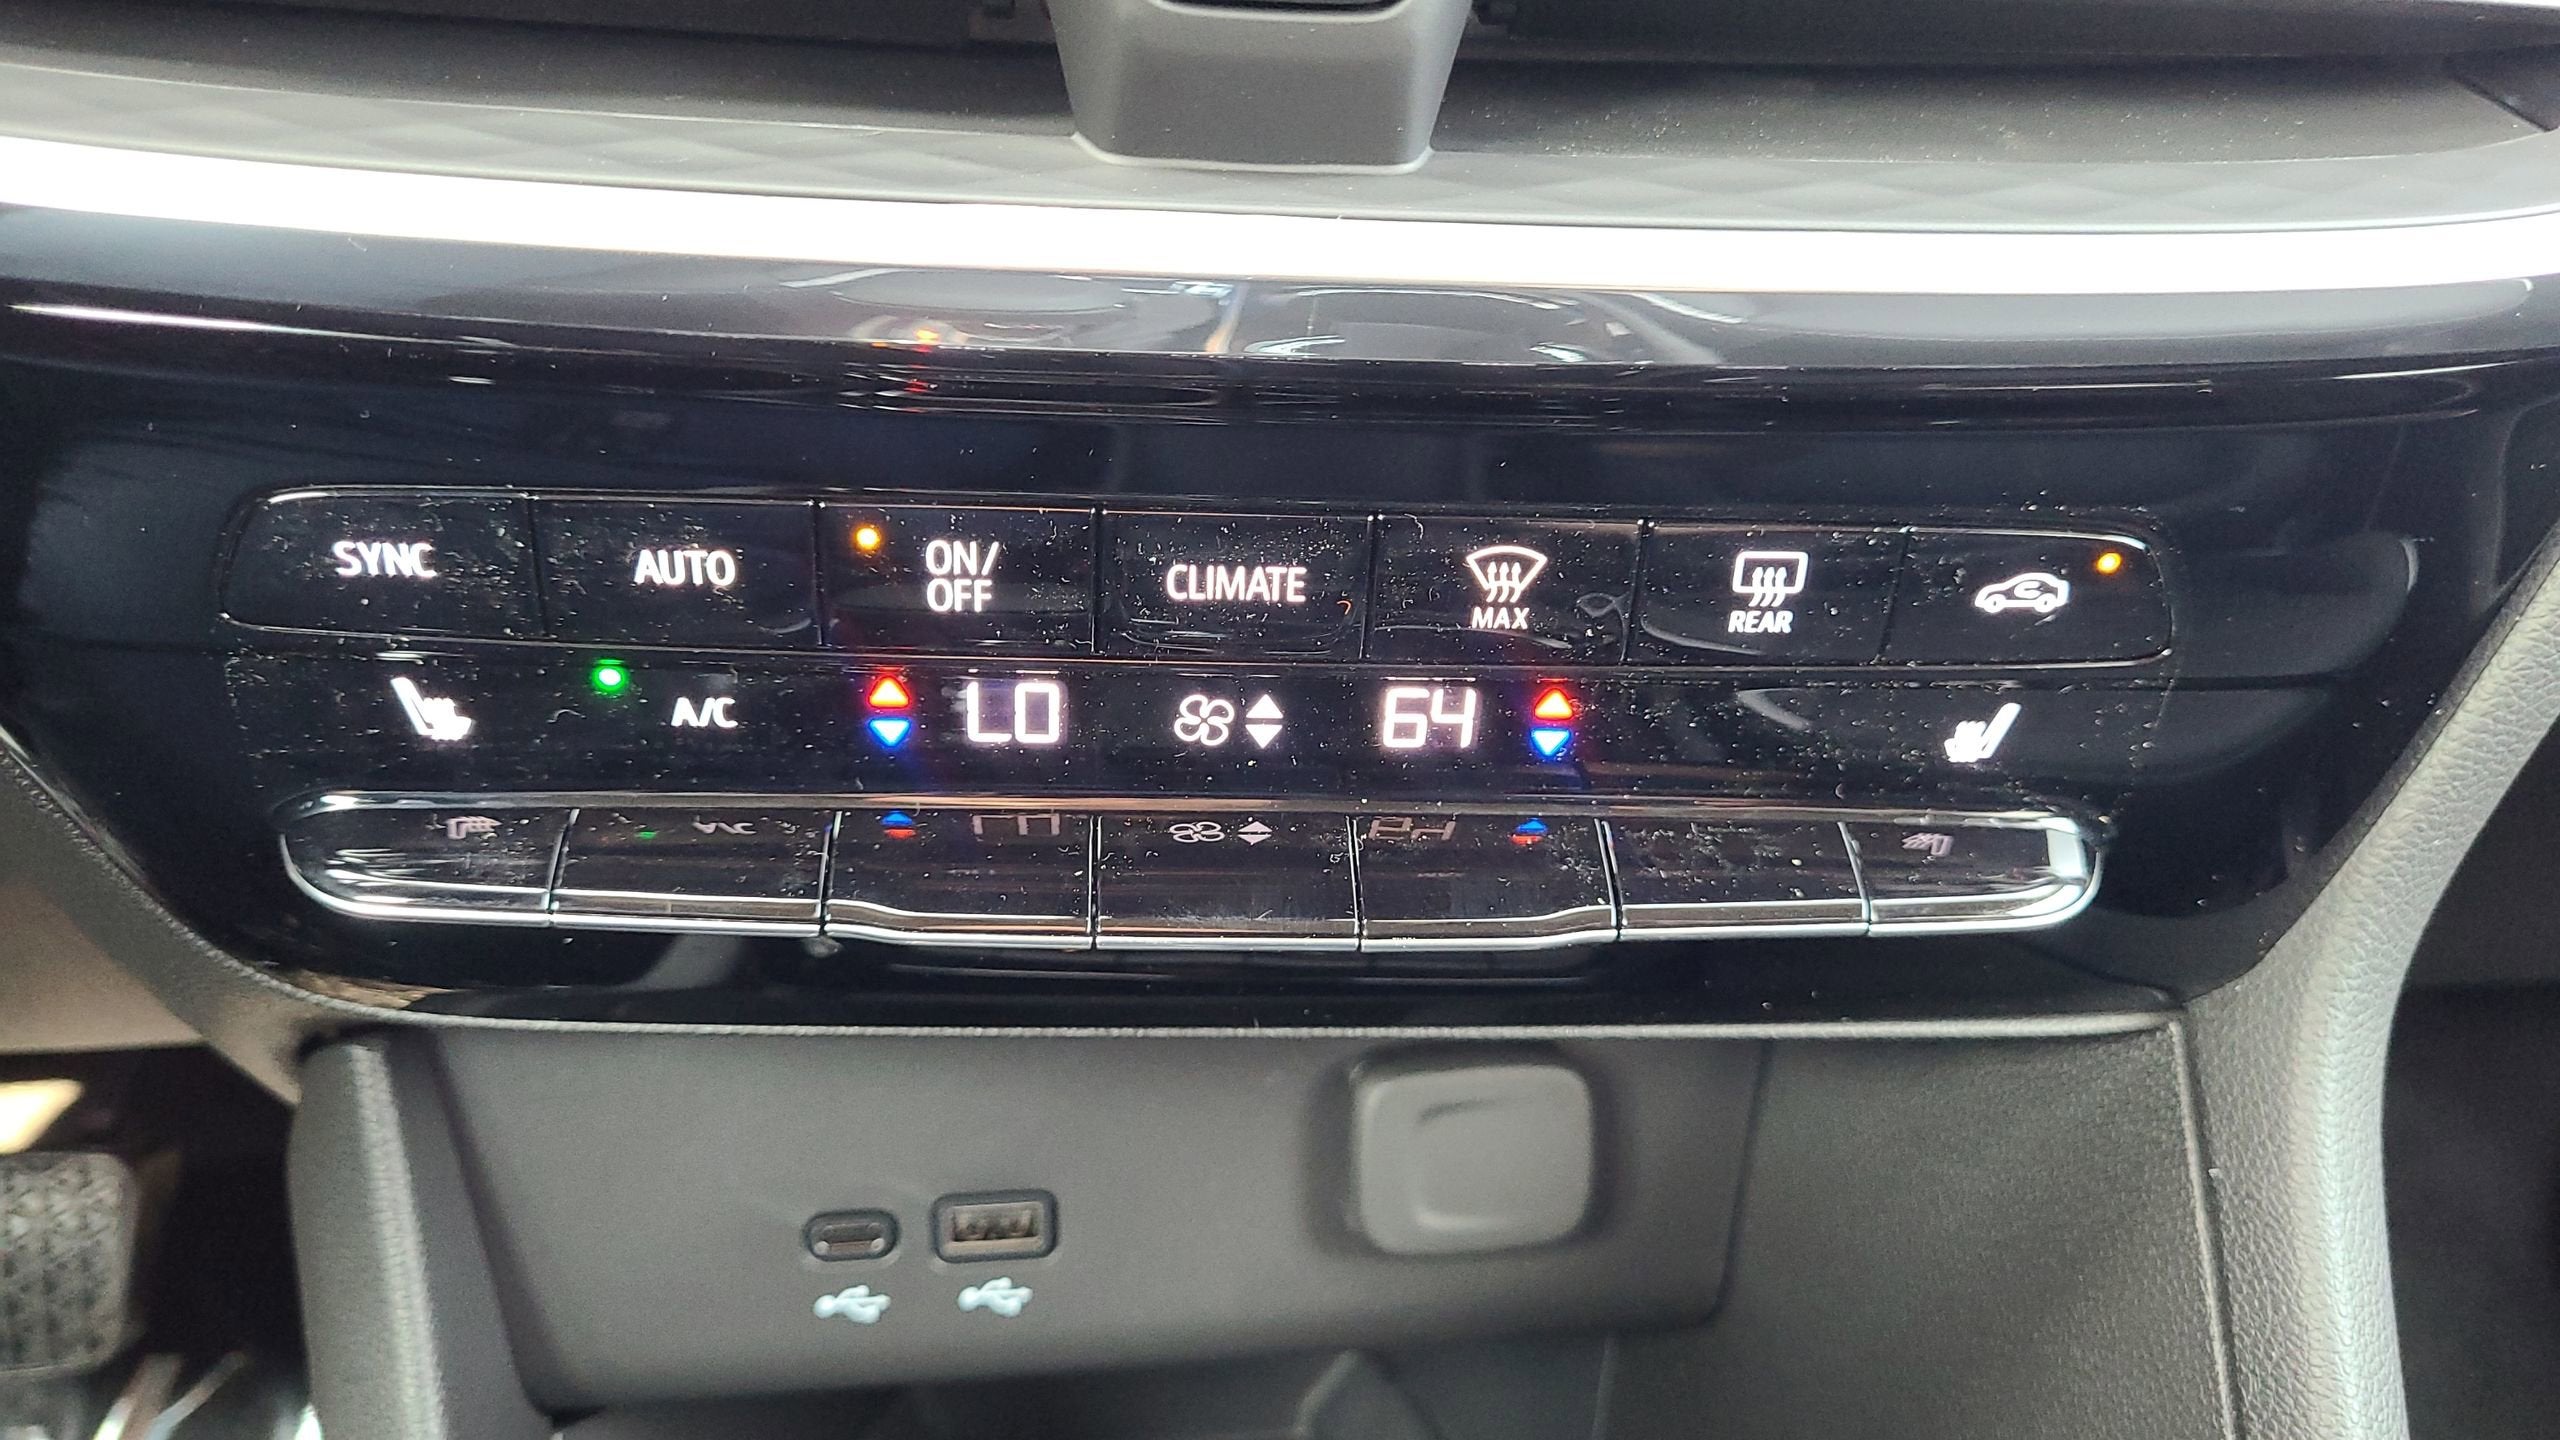 SYNC
AUTO
ON/
OFF
CLIMATE
MAX
REAR
A/C
LO
64